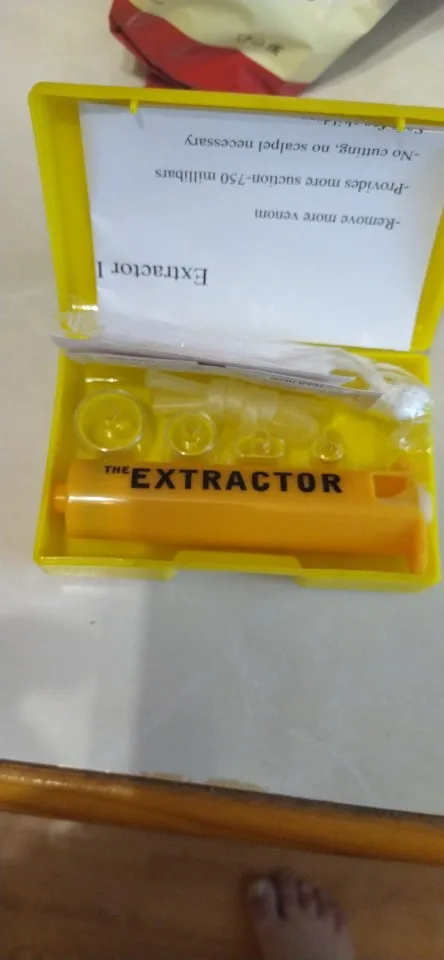 Extractor
-Remove more venom
-Provides more suction-750 millibars
-No cutting, no scalpel necessary
THE EXTRACTOR